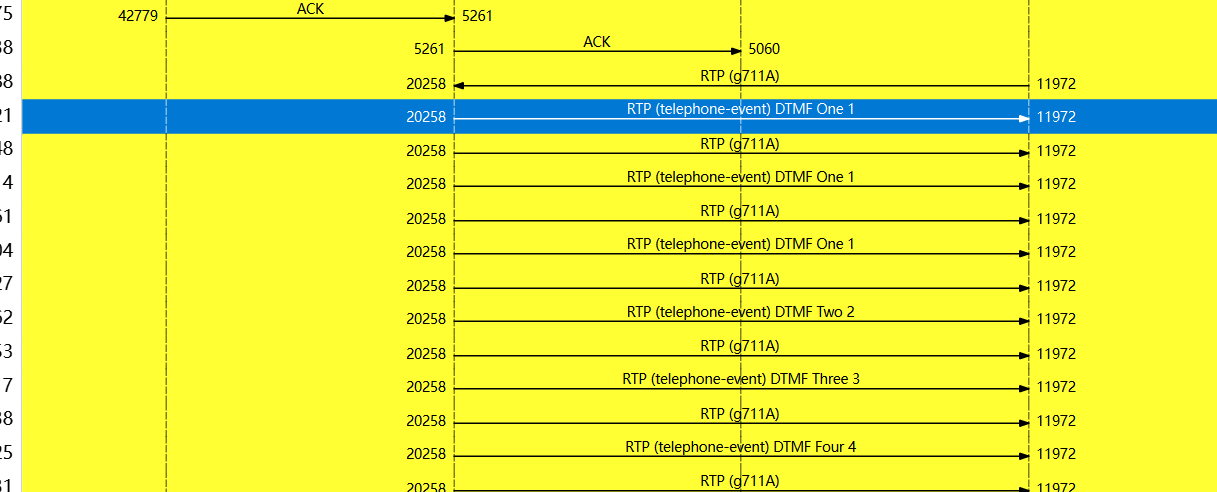 75 42779 ACK 5261
38 5261 ACK 5060
38 20258 RTP (g711A) 11972
21 20258 RTP (telephone-event) DTMF One 1 11972
48 20258 RTP (g711A) 11972
4 20258 RTP (telephone-event) DTMF One 1 11972
61 20258 RTP (g711A) 11972
04 20258 RTP (telephone-event) DTMF One 1 11972
27 20258 RTP (g711A) 11972
62 20258 RTP (telephone-event) DTMF Two 2 11972
53 20258 RTP (g711A) 11972
7 20258 RTP (telephone-event) DTMF Three 3 11972
38 20258 RTP (g711A) 11972
25 20258 RTP (telephone-event) DTMF Four 4 11972
31 20258 RTP (g711A) 11972